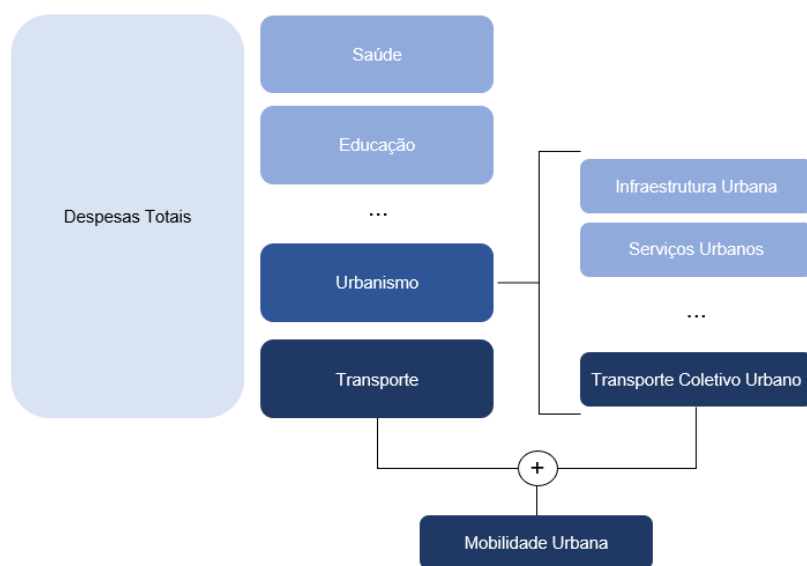 Despesas Totais
Saúde
Educação
...
Urbanismo
Transporte
Infraestrutura Urbana
Serviços Urbanos
...
Transporte Coletivo Urbano
+
Mobilidade Urbana